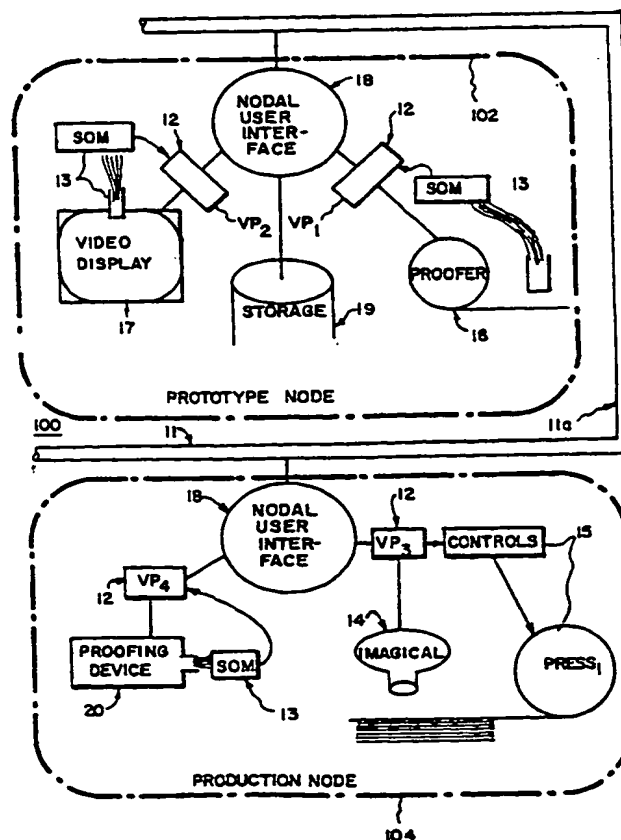 18
NODAL
USER
INTER-
FACE
102
12
12
SOM
13
SOM
13
VP2
VP1
VIDEO
DISPLAY
PROOFER
17
STORAGE
19
16
PROTOTYPE NODE
100
11
11a
18
NODAL
USER
INTER-
FACE
12
VP3
CONTROLS
15
12
VP4
14
IMAGICAL
PRESS1
PROOFING
DEVICE
SOM
20
13
PRODUCTION NODE
104